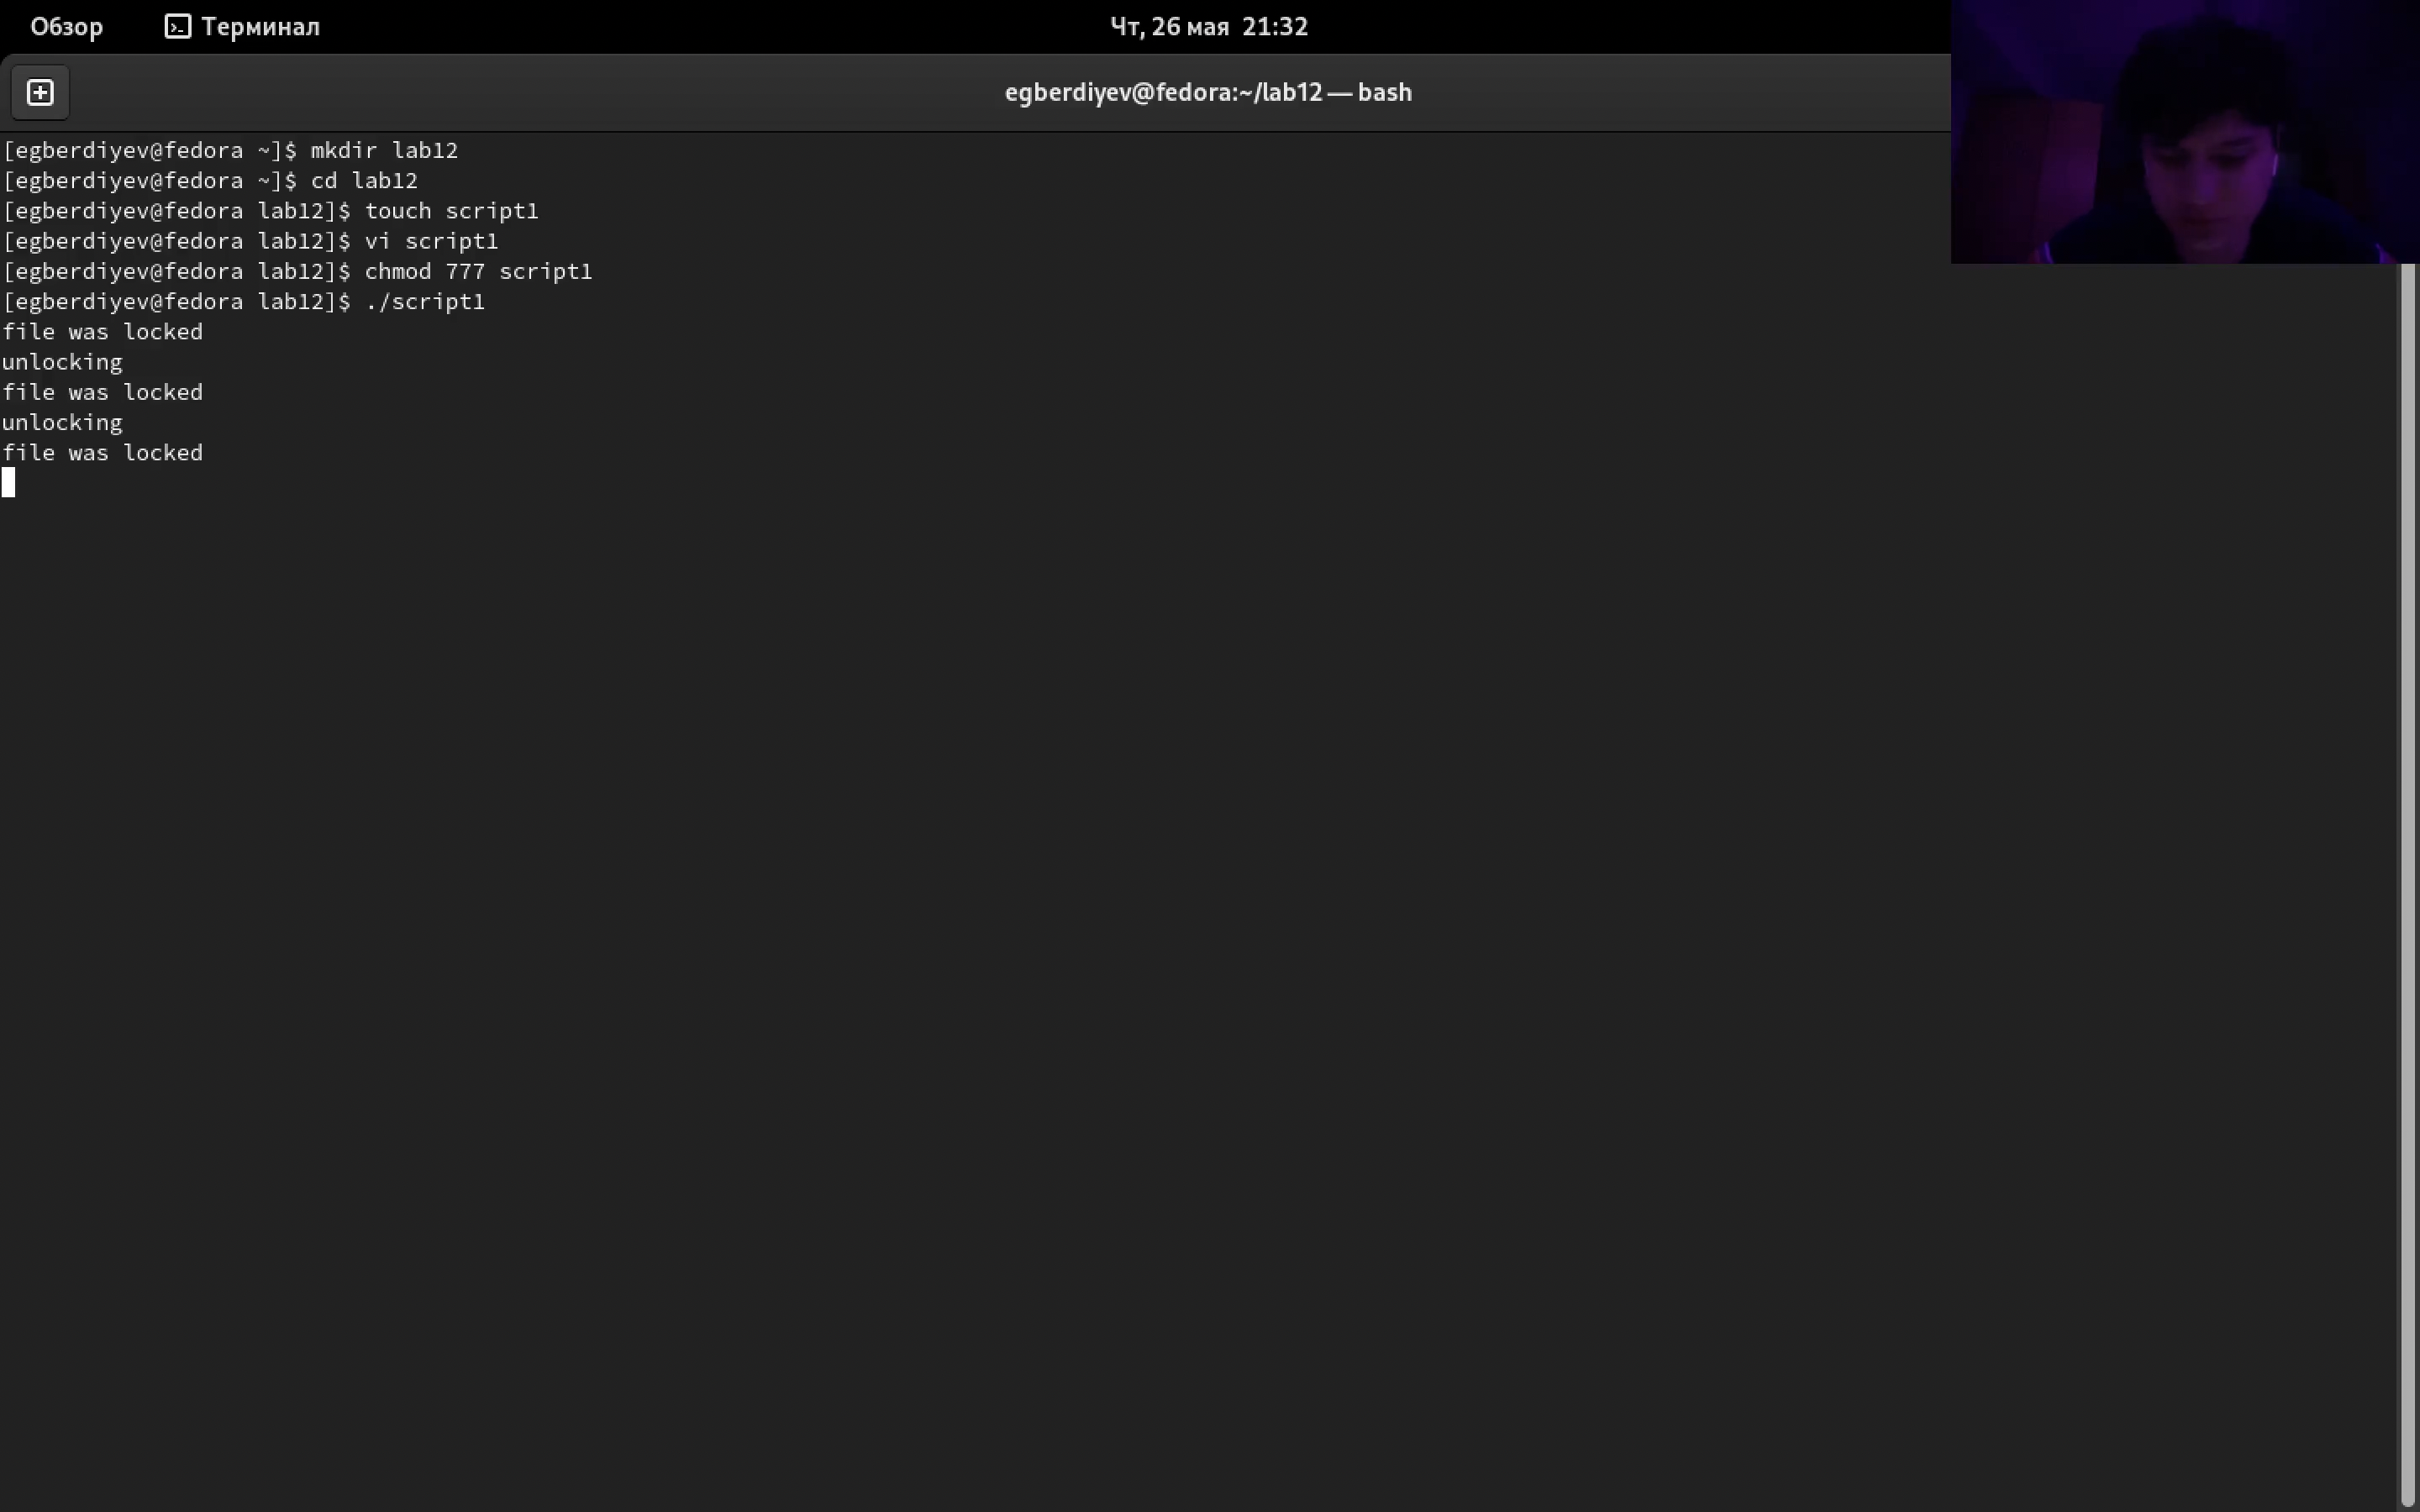 Обзор Терминал Чт, 26 мая 21:32
egberdiyev@fedora:~/lab12 — bash
[egberdiyev@fedora ~]$ mkdir lab12
[egberdiyev@fedora ~]$ cd lab12
[egberdiyev@fedora lab12]$ touch script1
[egberdiyev@fedora lab12]$ vi script1
[egberdiyev@fedora lab12]$ chmod 777 script1
[egberdiyev@fedora lab12]$ ./script1
file was locked
unlocking
file was locked
unlocking
file was locked